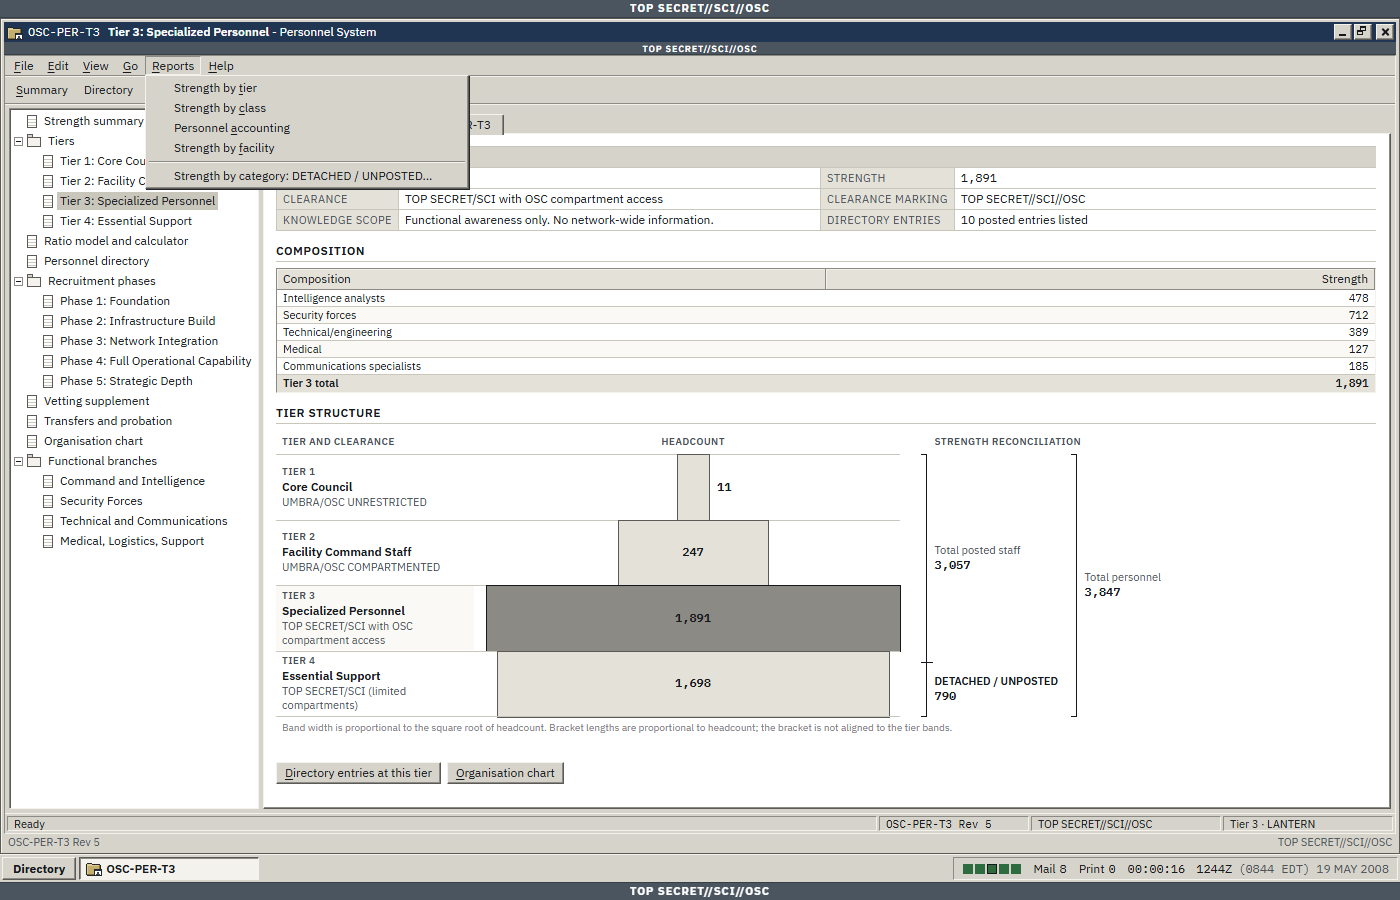 TOP SECRET//SCI//OSC
OSC-PER-T3 Tier 3: Specialized Personnel - Personnel System
TOP SECRET//SCI//OSC
File Edit View Go Reports Help
Summary Directory
Strength by tier
Strength by class
Personnel accounting
Strength by facility
Strength by category: DETACHED / UNPOSTED...
Strength summary
Tiers
Tier 1: Core Cou
Tier 2: Facility C
Tier 3: Specialized Personnel
Tier 4: Essential Support
Ratio model and calculator
Personnel directory
Recruitment phases
Phase 1: Foundation
Phase 2: Infrastructure Build
Phase 3: Network Integration
Phase 4: Full Operational Capability
Phase 5: Strategic Depth
Vetting supplement
Transfers and probation
Organisation chart
Functional branches
Command and Intelligence
Security Forces
Technical and Communications
Medical, Logistics, Support
R-T3
STRENGTH 1,891
CLEARANCE TOP SECRET/SCI with OSC compartment access CLEARANCE MARKING TOP SECRET//SCI//OSC
KNOWLEDGE SCOPE Functional awareness only. No network-wide information. DIRECTORY ENTRIES 10 posted entries listed
COMPOSITION
Composition Strength
Intelligence analysts 478
Security forces 712
Technical/engineering 389
Medical 127
Communications specialists 185
Tier 3 total 1,891
TIER STRUCTURE
TIER AND CLEARANCE HEADCOUNT STRENGTH RECONCILIATION
TIER 1
Core Council 11
UMBRA/OSC UNRESTRICTED
TIER 2
Facility Command Staff 247
UMBRA/OSC COMPARTMENTED
TIER 3
Specialized Personnel 1,891
TOP SECRET/SCI with OSC
compartment access
TIER 4
Essential Support 1,698
TOP SECRET/SCI (limited
compartments)
Total posted staff
3,057
Total personnel
3,847
DETACHED / UNPOSTED
790
Band width is proportional to the square root of headcount. Bracket lengths are proportional to headcount; the bracket is not aligned to the tier bands.
Directory entries at this tier Organisation chart
Ready OSC-PER-T3 Rev 5 TOP SECRET//SCI//OSC Tier 3 · LANTERN
OSC-PER-T3 Rev 5 TOP SECRET//SCI//OSC
Directory OSC-PER-T3 Mail 8 Print 0 00:00:16 1244Z (0844 EDT) 19 MAY 2008
TOP SECRET//SCI//OSC